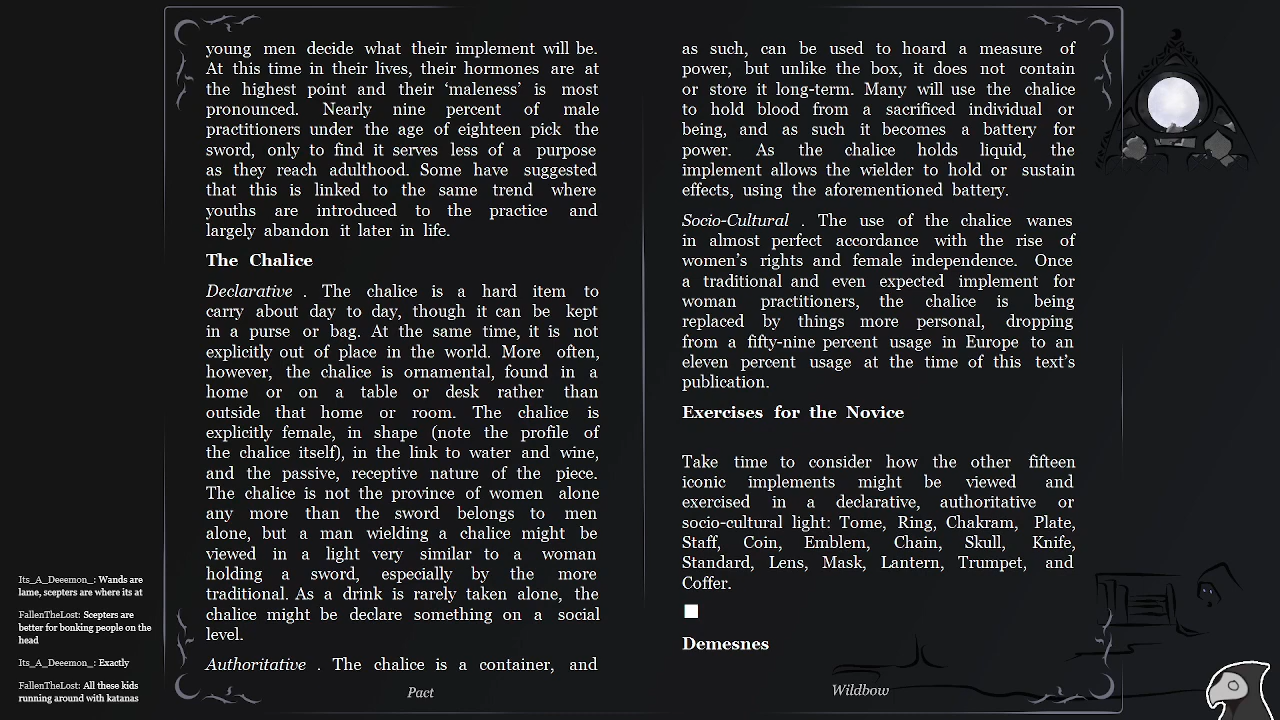 young men decide what their implement will be.
At this time in their lives, their hormones are at
the highest point and their ‘maleness’ is most
pronounced. Nearly nine percent of male
practitioners under the age of eighteen pick the
sword, only to find it serves less of a purpose
as they reach adulthood. Some have suggested
that this is linked to the same trend where
youths are introduced to the practice and
largely abandon it later in life.
The Chalice
Declarative . The chalice is a hard item to
carry about day to day, though it can be kept
in a purse or bag. At the same time, it is not
explicitly out of place in the world. More often,
however, the chalice is ornamental, found in a
home or on a table or desk rather than
outside that home or room. The chalice is
explicitly female, in shape (note the profile of
the chalice itself), in the link to water and wine,
and the passive, receptive nature of the piece.
The chalice is not the province of women alone
any more than the sword belongs to men
alone, but a man wielding a chalice might be
viewed in a light very similar to a woman
holding a sword, especially by the more
traditional. As a drink is rarely taken alone, the
chalice might be declare something on a social
level.
Authoritative . The chalice is a container, and
Pact
as such, can be used to hoard a measure of
power, but unlike the box, it does not contain
or store it long-term. Many will use the chalice
to hold blood from a sacrificed individual or
being, and as such it becomes a battery for
power. As the chalice holds liquid, the
implement allows the wielder to hold or sustain
effects, using the aforementioned battery.
Socio-Cultural . The use of the chalice wanes
in almost perfect accordance with the rise of
women’s rights and female independence. Once
a traditional and even expected implement for
woman practitioners, the chalice is being
replaced by things more personal, dropping
from a fifty-nine percent usage in Europe to an
eleven percent usage at the time of this text’s
publication.
Exercises for the Novice
Take time to consider how the other fifteen
iconic implements might be viewed and
exercised in a declarative, authoritative or
socio-cultural light: Tome, Ring, Chakram, Plate,
Staff, Coin, Emblem, Chain, Skull, Knife,
Standard, Lens, Mask, Lantern, Trumpet, and
Coffer.
■
Demesnes
Wildbow
Its_A_Deeemon_: Wands are
lame, scepters are where its at
FallenTheLost: Scepters are
better for bonking people on the
head
Its_A_Deeemon_: Exactly
FallenTheLost: All these kids
running around with katanas